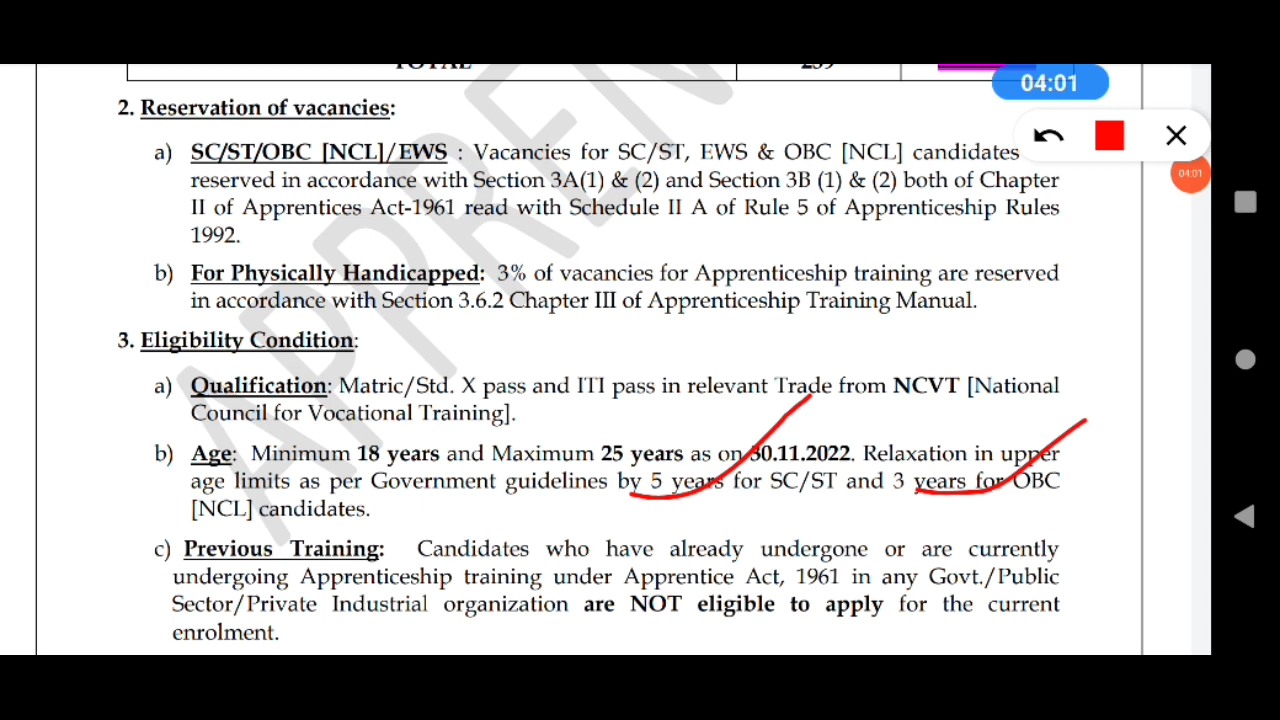 TOTAL 239
04:01
2. Reservation of vacancies:
a) SC/ST/OBC [NCL]/EWS : Vacancies for SC/ST, EWS & OBC [NCL] candidates
04:01
reserved in accordance with Section 3A(1) & (2) and Section 3B (1) & (2) both of Chapter
II of Apprentices Act-1961 read with Schedule II A of Rule 5 of Apprenticeship Rules
1992.
b) For Physically Handicapped: 3% of vacancies for Apprenticeship training are reserved
in accordance with Section 3.6.2 Chapter III of Apprenticeship Training Manual.
3. Eligibility Condition:
a) Qualification: Matric/Std. X pass and ITI pass in relevant Trade from NCVT [National
Council for Vocational Training].
b) Age: Minimum 18 years and Maximum 25 years as on 30.11.2022. Relaxation in upper
age limits as per Government guidelines by 5 years for SC/ST and 3 years for OBC
[NCL] candidates.
c) Previous Training: Candidates who have already undergone or are currently
undergoing Apprenticeship training under Apprentice Act, 1961 in any Govt./Public
Sector/Private Industrial organization are NOT eligible to apply for the current
enrolment.
APPREN